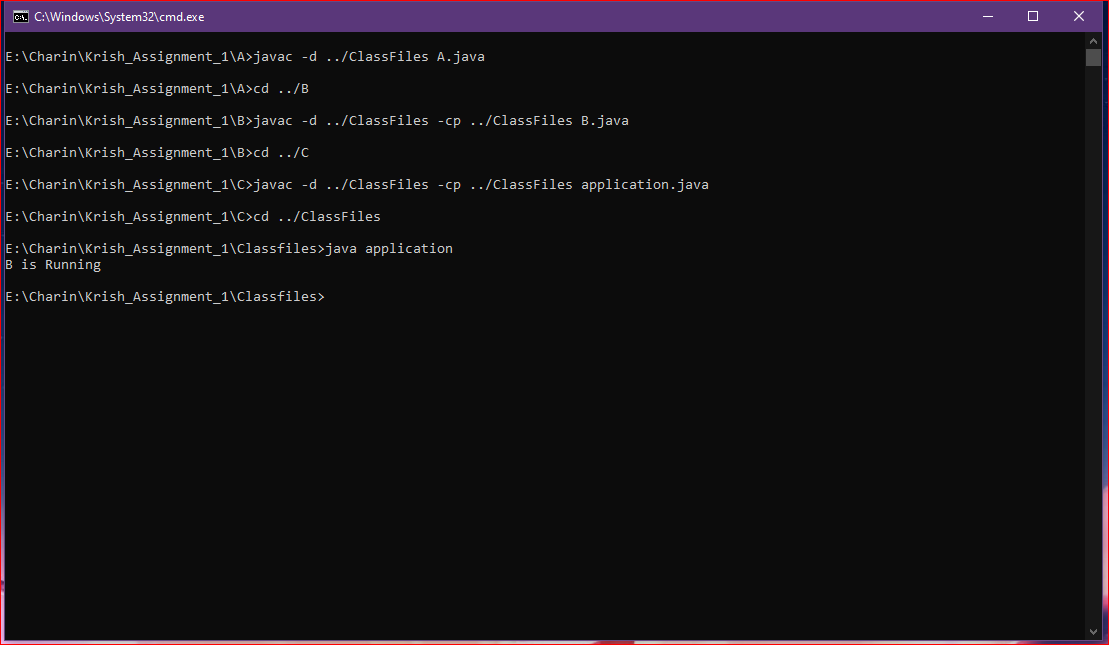 C:\Windows\System32\cmd.exe
E:\Charin\Krish_Assignment_1\A>javac -d ../ClassFiles A.java
E:\Charin\Krish_Assignment_1\A>cd ../B
E:\Charin\Krish_Assignment_1\B>javac -d ../ClassFiles -cp ../ClassFiles B.java
E:\Charin\Krish_Assignment_1\B>cd ../C
E:\Charin\Krish_Assignment_1\C>javac -d ../ClassFiles -cp ../ClassFiles application.java
E:\Charin\Krish_Assignment_1\C>cd ../ClassFiles
E:\Charin\Krish_Assignment_1\Classfiles>java application
B is Running
E:\Charin\Krish_Assignment_1\Classfiles>